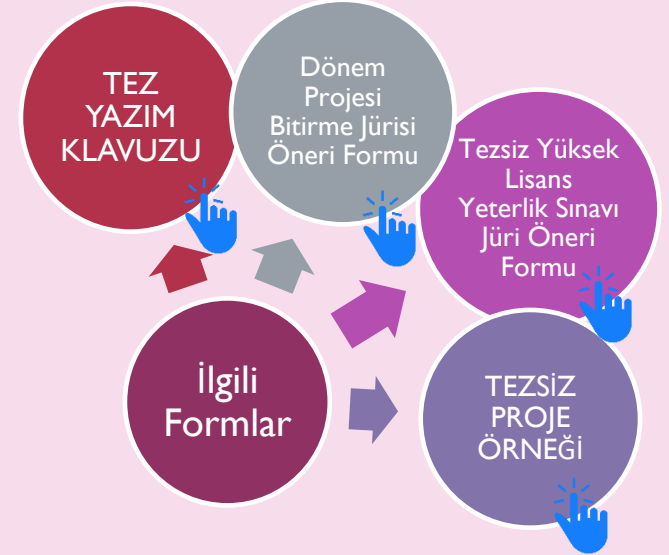 TEZ
YAZIM
KLAVUZU
Dönem
Projesi
Bitirme Jürisi
Öneri Formu
Tezsiz Yüksek
Lisans
Yeterlik Sınavı
Jüri Öneri
Formu
İlgili
Formlar
TEZSİZ
PROJE
ÖRNEĞİ